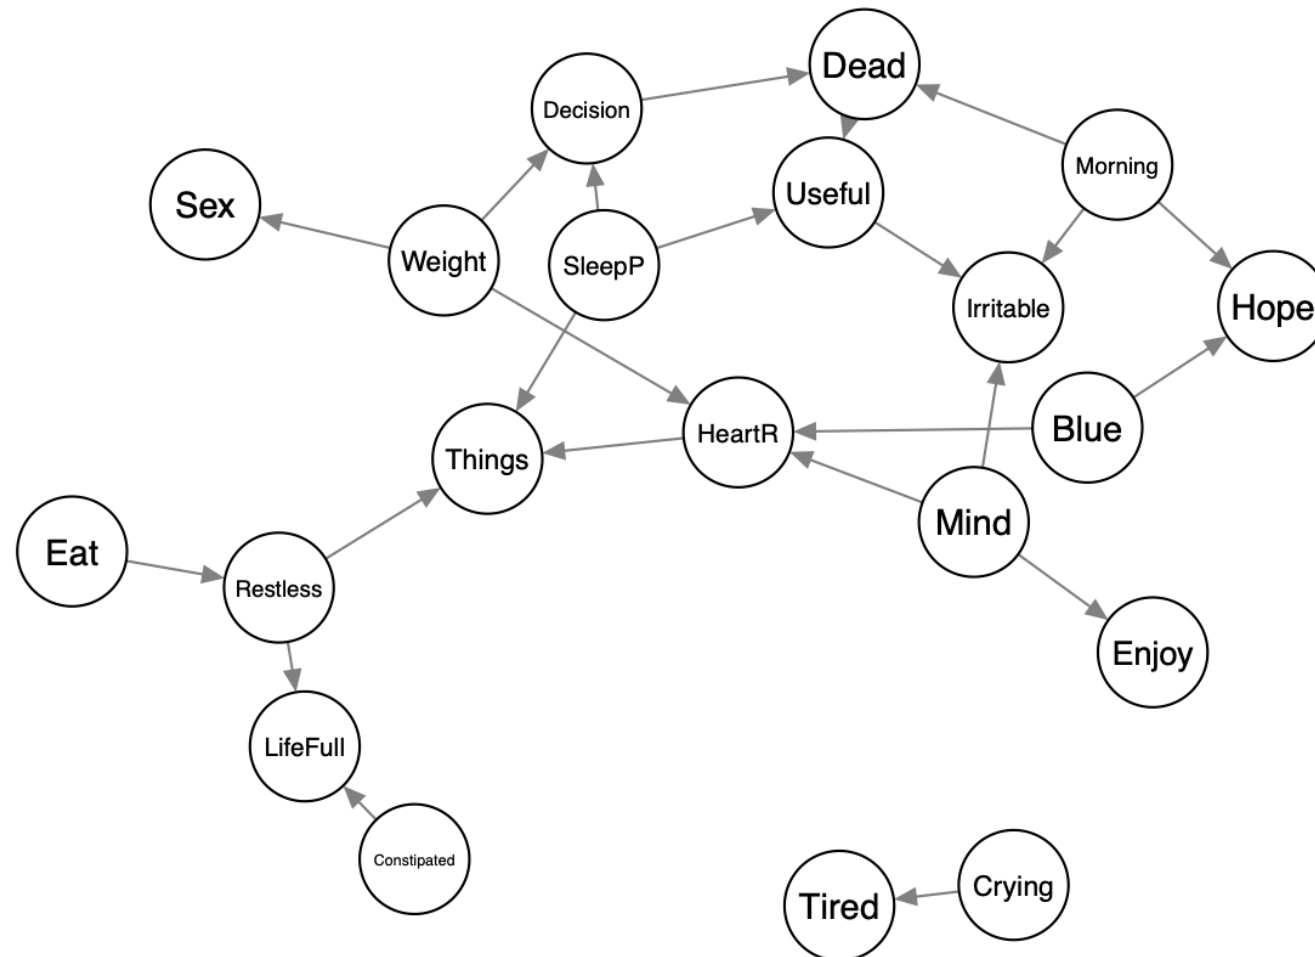 Dead
Decision
Morning
Useful
Sex
Weight
SleepP
Irritable
Hope
Blue
HeartR
Things
Mind
Eat
Restless
Enjoy
LifeFull
Constipated
Crying
Tired